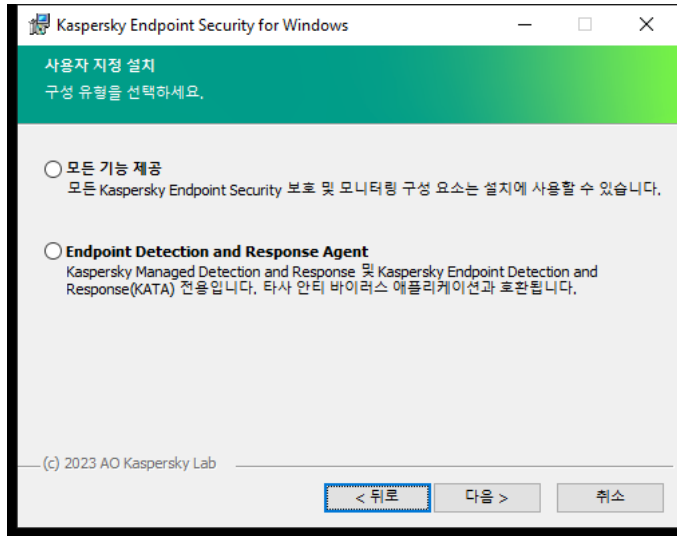 Kaspersky Endpoint Security for Windows
사용자 지정 설치
구성 유형을 선택하세요.
모든 기능 제공
모든 Kaspersky Endpoint Security 보호 및 모니터링 구성 요소는 설치에 사용할 수 있습니다.
Endpoint Detection and Response Agent
Kaspersky Managed Detection and Response 및 Kaspersky Endpoint Detection and
Response(KATA) 전용입니다. 타사 안티 바이러스 애플리케이션과 호환됩니다.
(c) 2023 AO Kaspersky Lab
< 뒤로 다음 > 취소